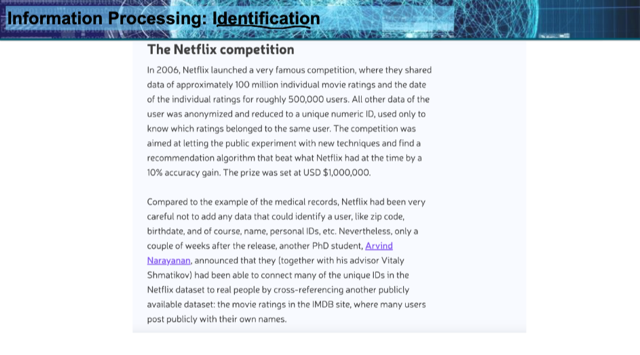 Information Processing: Identification
The Netflix competition
In 2006, Netflix launched a very famous competition, where they shared
data of approximately 100 million individual movie ratings and the date
of the individual ratings for roughly 500,000 users. All other data of the
user was anonymized and reduced to a unique numeric ID, used only to
know which ratings belonged to the same user. The competition was
aimed at letting the public experiment with new techniques and find a
recommendation algorithm that beat what Netflix had at the time by a
10% accuracy gain. The prize was set at USD $1,000,000.
Compared to the example of the medical records, Netflix had been very
careful not to add any data that could identify a user, like zip code,
birthdate, and of course, name, personal IDs, etc. Nevertheless, only a
couple of weeks after the release, another PhD student, Arvind
Narayanan, announced that they (together with his advisor Vitaly
Shmatikov) had been able to connect many of the unique IDs in the
Netflix dataset to real people by cross-referencing another publicly
available dataset: the movie ratings in the IMDB site, where many users
post publicly with their own names.